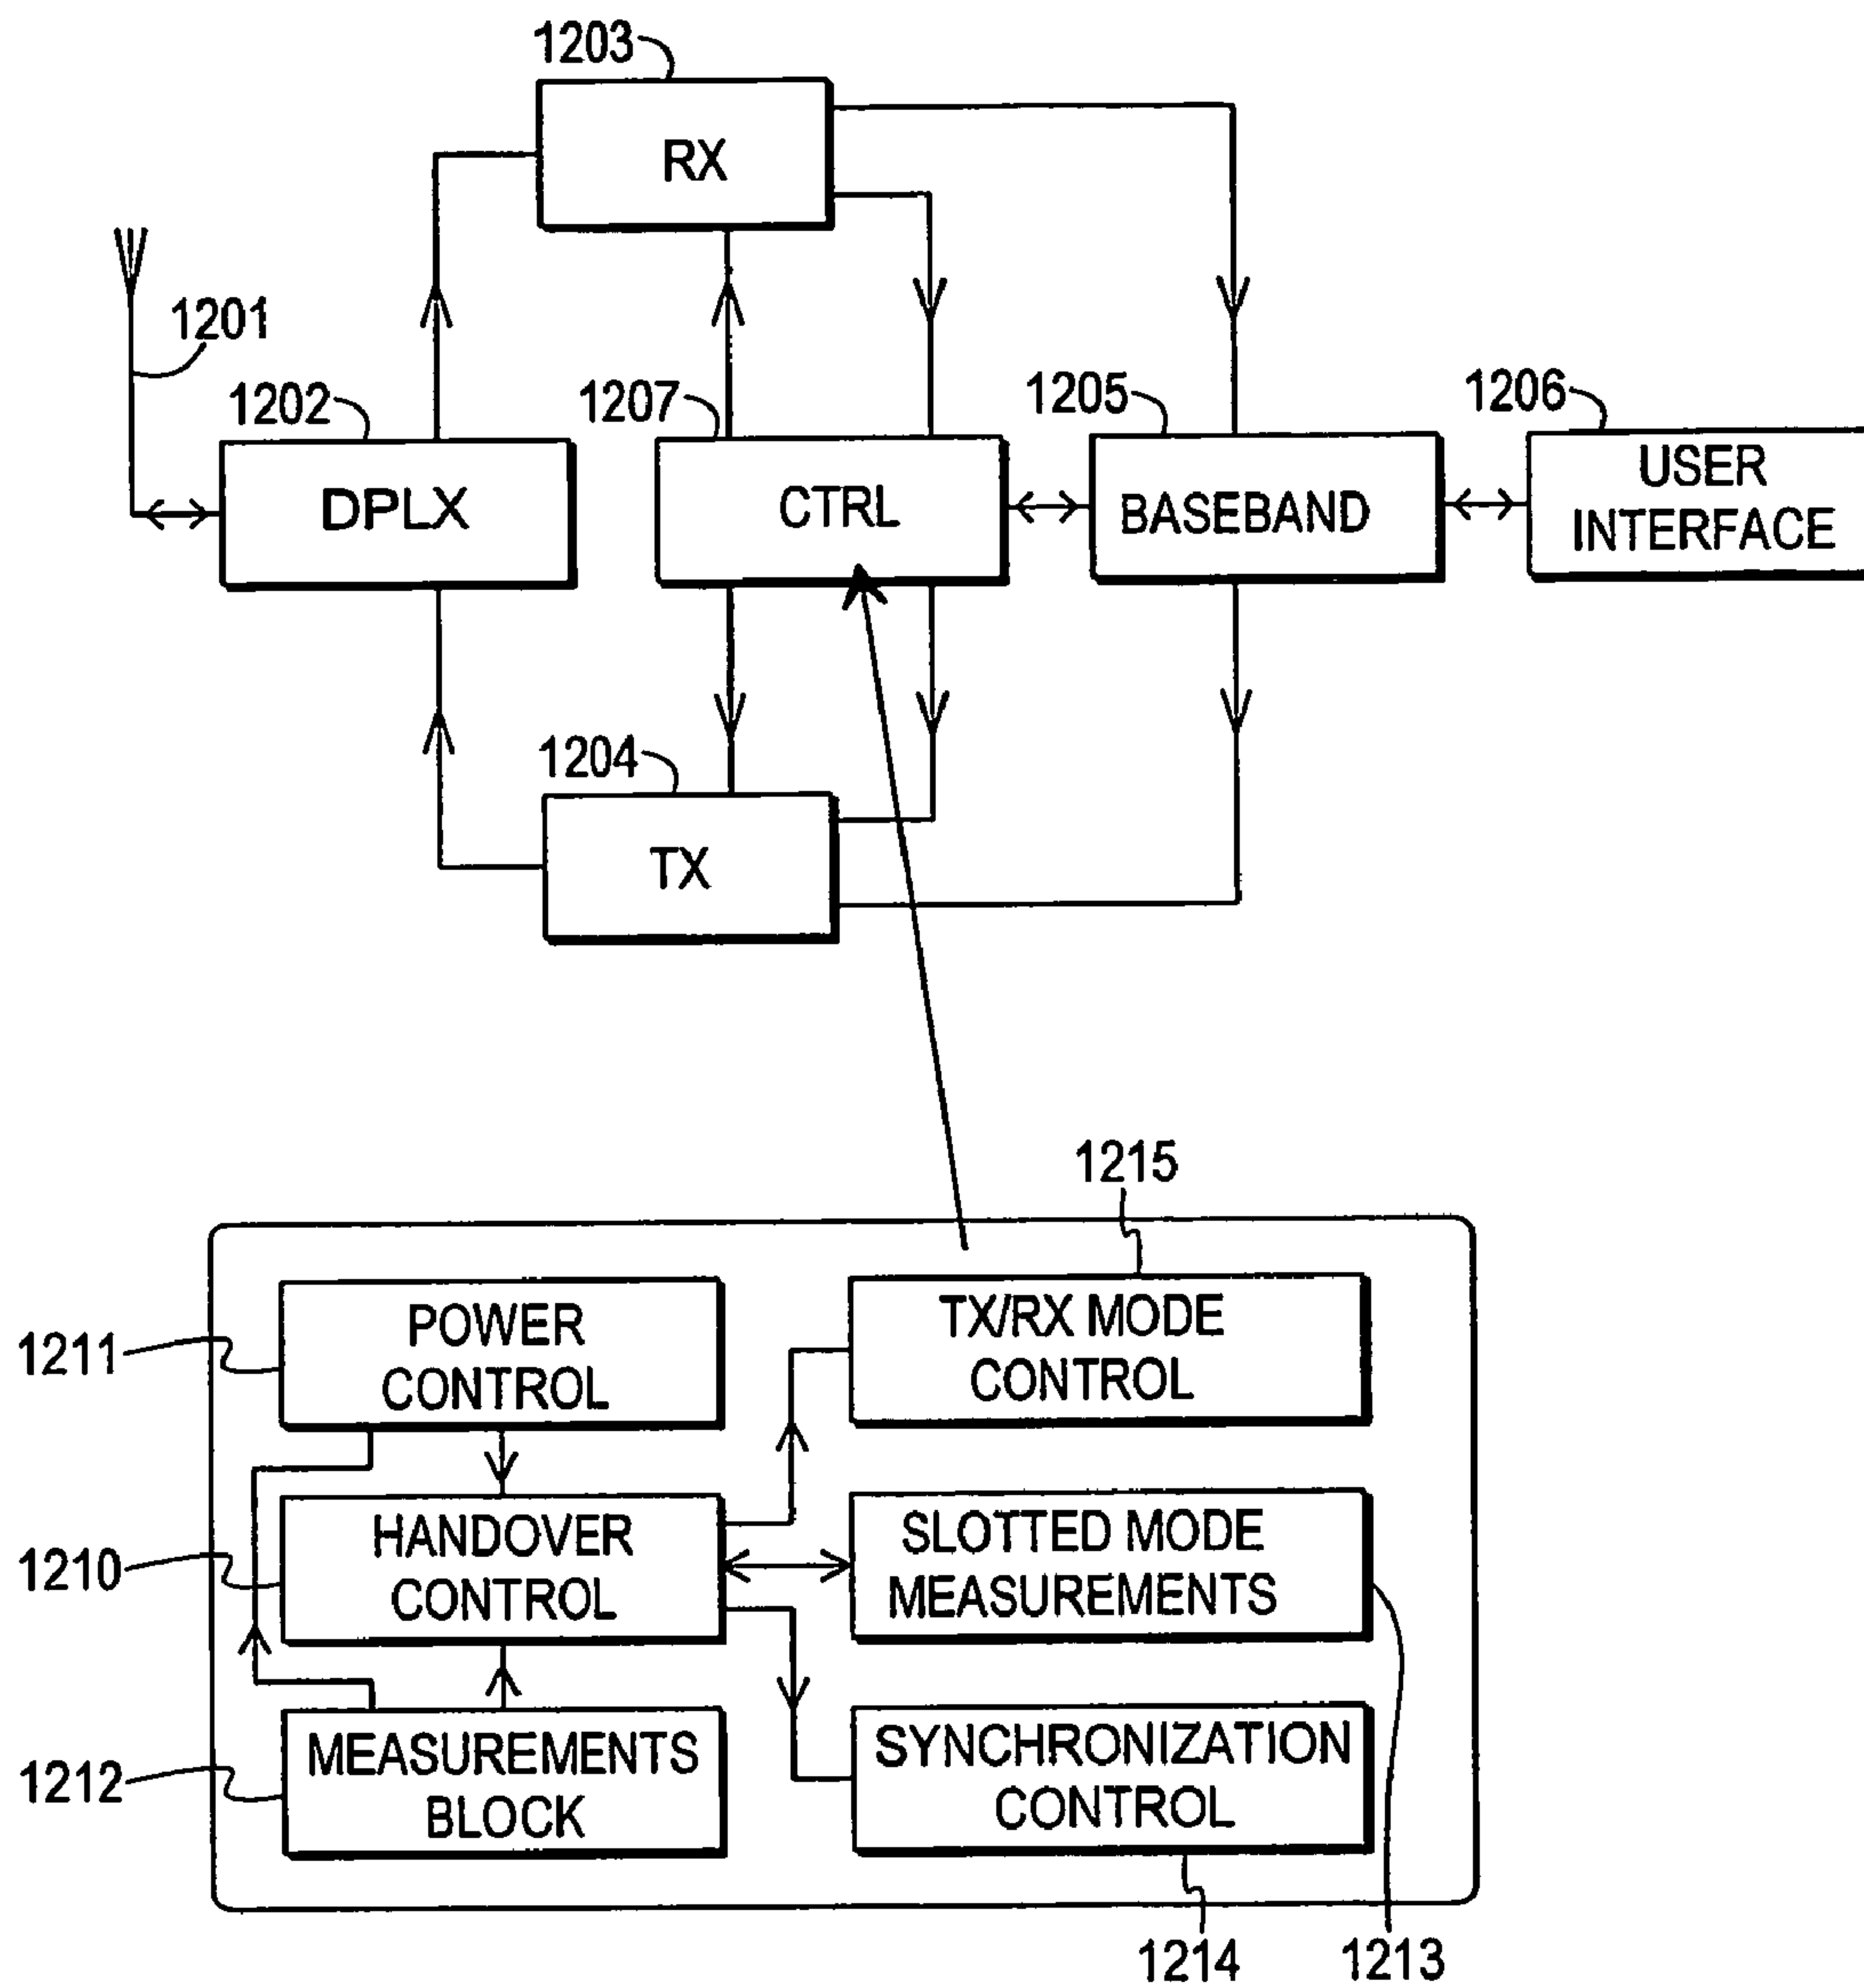 1203
RX
1201
1202
1207
1205
1206
DPLX
CTRL
BASEBAND
USER
INTERFACE
1204
TX
1215
1211
POWER
CONTROL
TX/RX MODE
CONTROL
1210
HANDOVER
CONTROL
SLOTTED MODE
MEASUREMENTS
1212
MEASUREMENTS
BLOCK
SYNCHRONIZATION
CONTROL
1214
1213